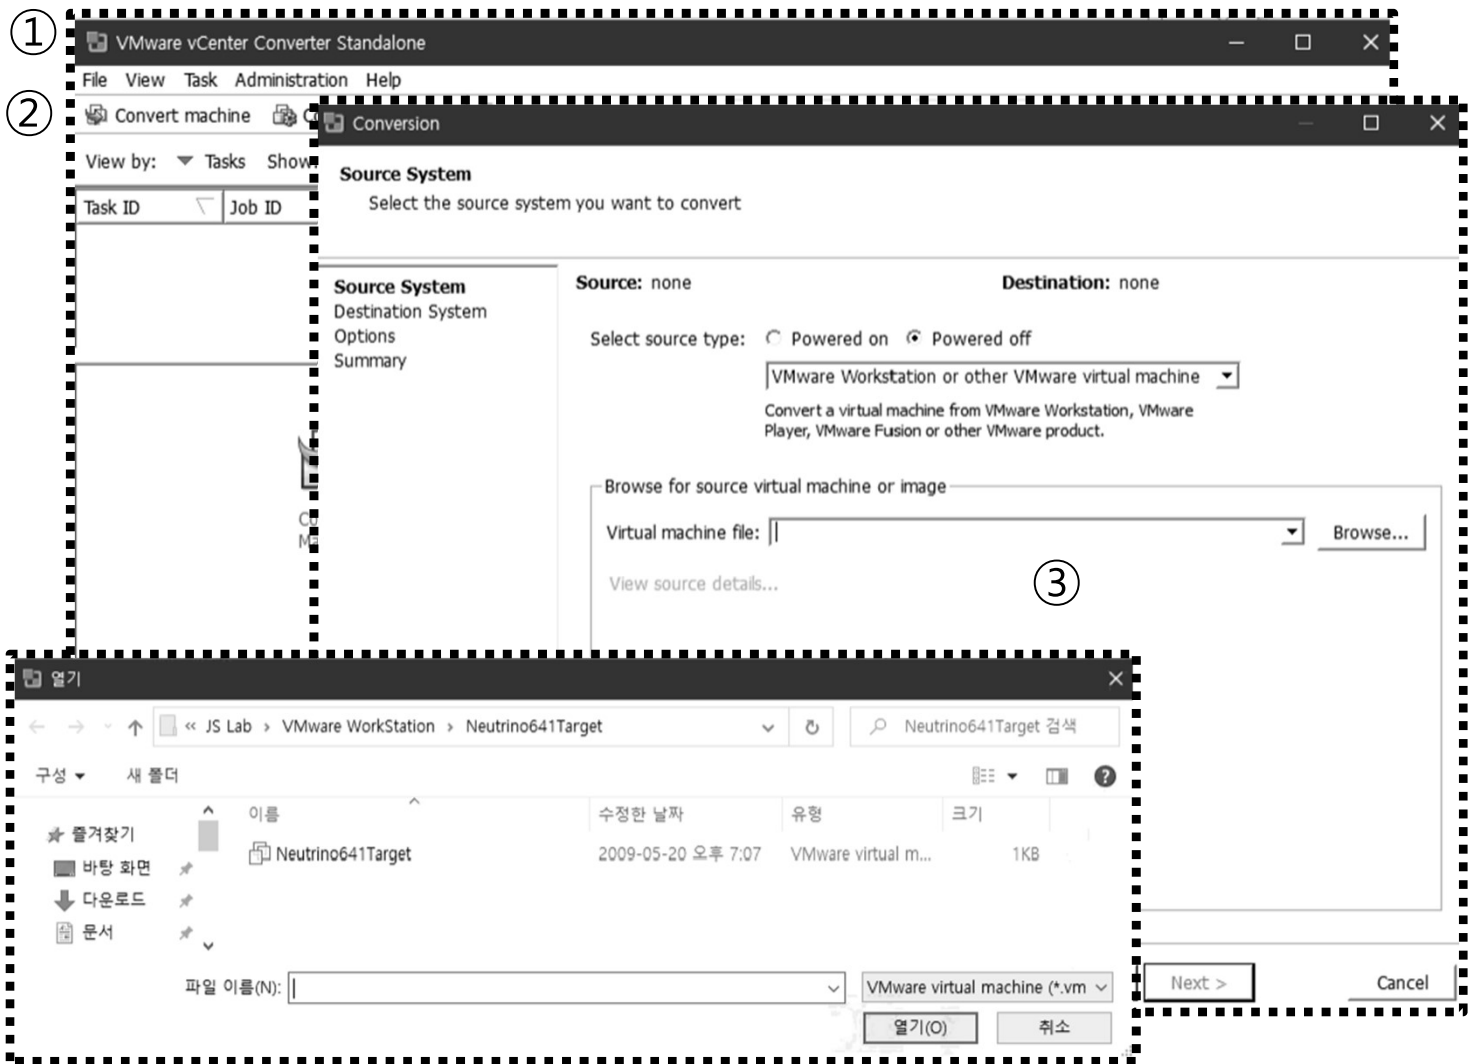 ①
VMware vCenter Converter Standalone
File View Task Administration Help
②
Convert machine
View by: Tasks Show
Task ID Job ID
Conversion
Source System
Select the source system you want to convert
Source System
Destination System
Options
Summary
Source: none Destination: none
Select source type: Powered on Powered off
VMware Workstation or other VMware virtual machine
Convert a virtual machine from VMware Workstation, VMware
Player, VMware Fusion or other VMware product.
Browse for source virtual machine or image
Virtual machine file: Browse...
View source details...
③
Next > Cancel
열기
« JS Lab › VMware WorkStation › Neutrino641Target
Neutrino641Target 검색
구성 새 폴더
이름 수정한 날짜 유형 크기
Neutrino641Target 2009-05-20 오후 7:07 VMware virtual m... 1KB
즐겨찾기
바탕 화면
다운로드
문서
파일 이름(N): VMware virtual machine (*.vm
열기(O) 취소